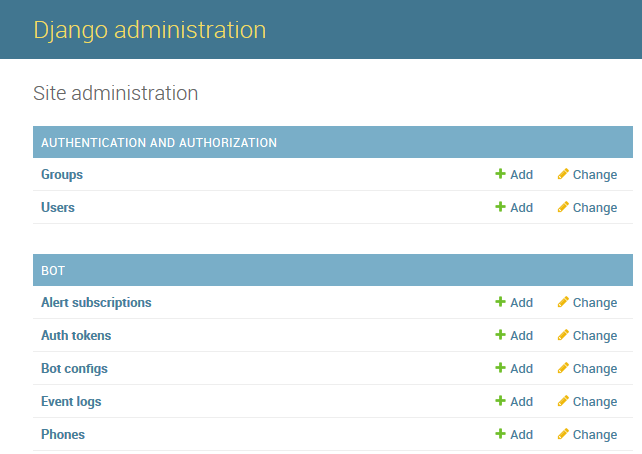 Django administration
Site administration
AUTHENTICATION AND AUTHORIZATION
Groups Add Change
Users Add Change
BOT
Alert subscriptions Add Change
Auth tokens Add Change
Bot configs Add Change
Event logs Add Change
Phones Add Change